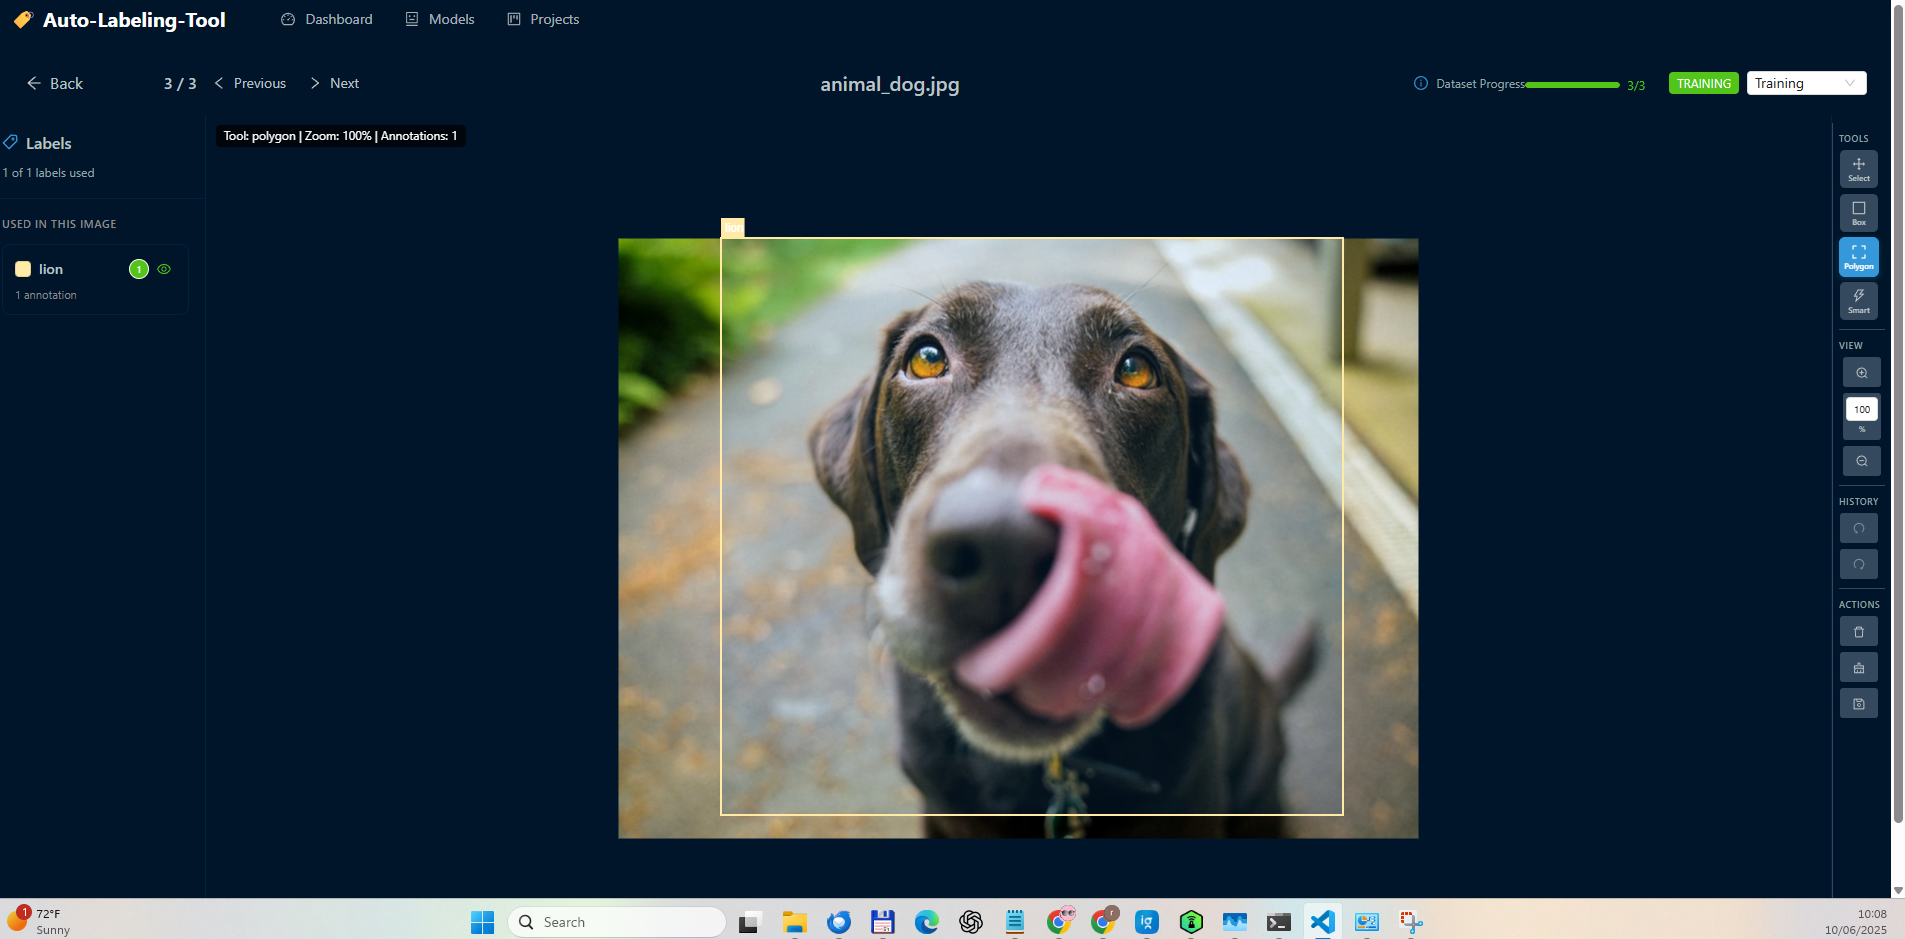 Auto-Labeling-Tool
Dashboard
Models
Projects
Back
3 / 3
Previous
Next
animal_dog.jpg
Dataset Progress
3/3
TRAINING
Training
Labels
1 of 1 labels used
USED IN THIS IMAGE
lion
1
1 annotation
Tool: polygon | Zoom: 100% | Annotations: 1
lion
TOOLS
Select
Box
Polygon
Smart
VIEW
100
%
HISTORY
ACTIONS
1
72°F
Sunny
Search
10:08
10/06/2025